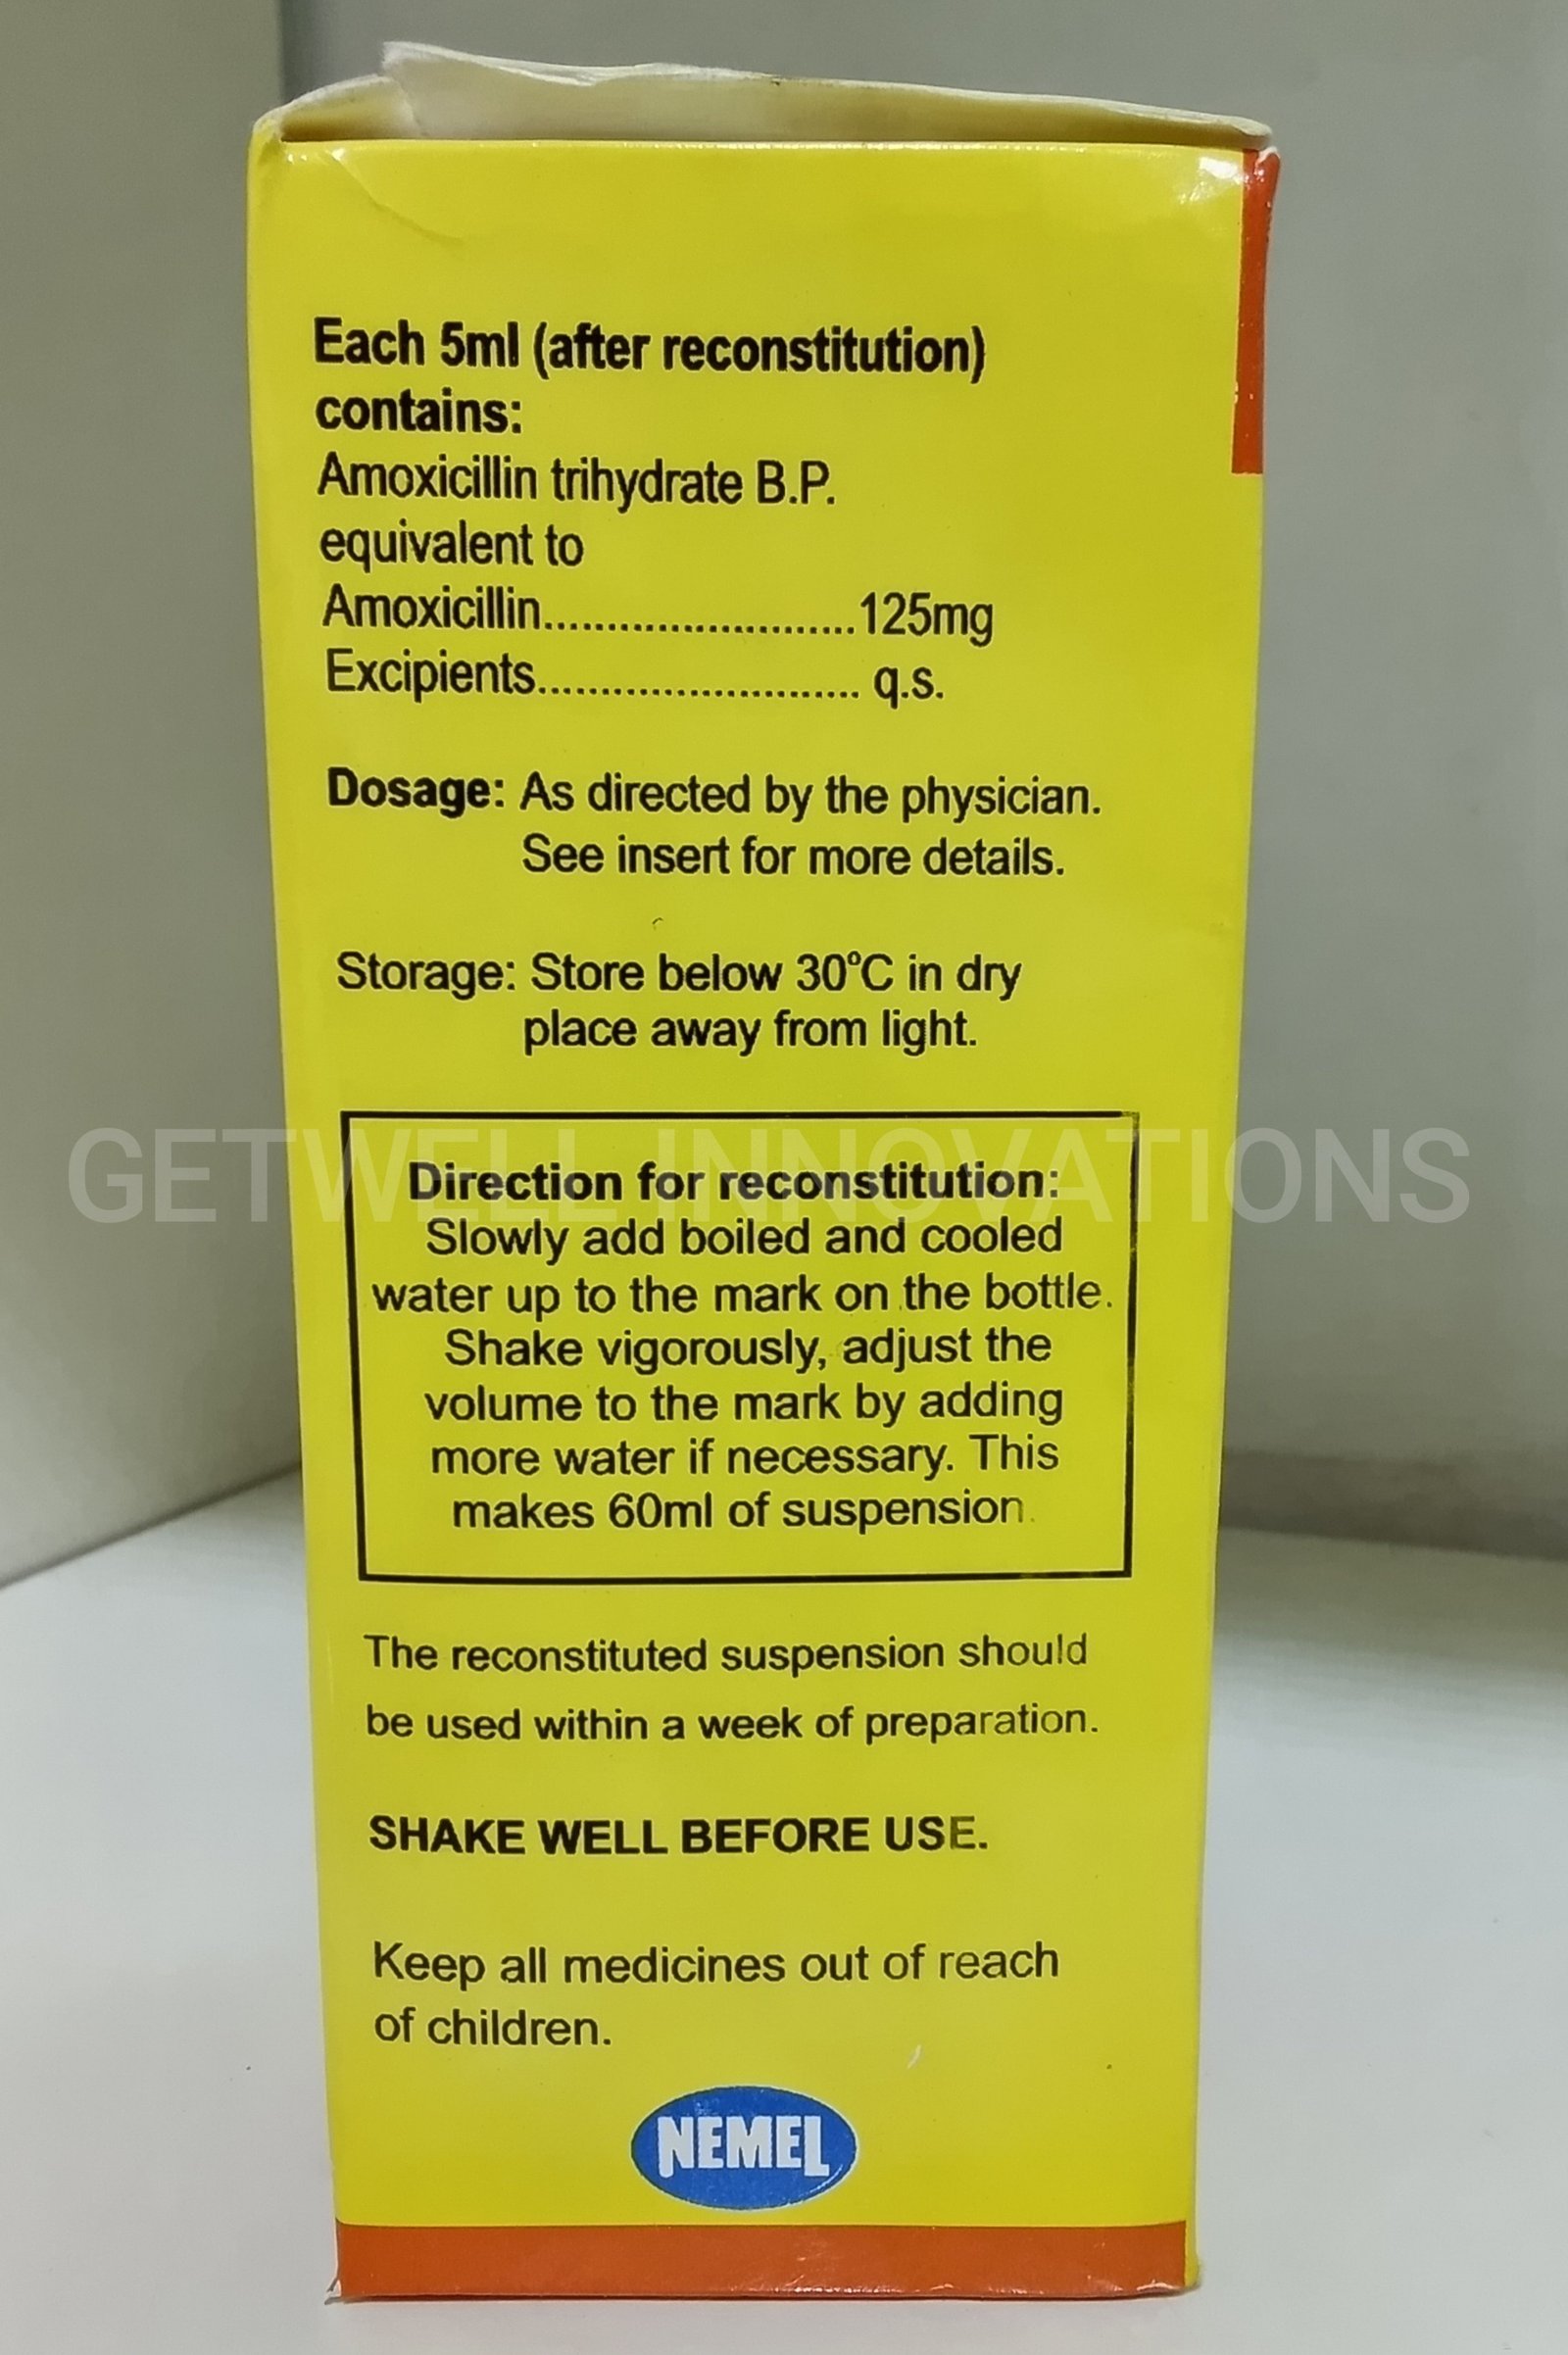 Each 5ml (after reconstitution)
contains:
Amoxicillin trihydrate B.P.
equivalent to
Amoxicillin.........................125mg
Excipients.......................... q.s.
Dosage: As directed by the physician.
See insert for more details.
Storage: Store below 30°C in dry
place away from light.
GETWELL INNOVATIONS
Direction for reconstitution:
Slowly add boiled and cooled
water up to the mark on the bottle.
Shake vigorously, adjust the
volume to the mark by adding
more water if necessary. This
makes 60ml of suspension.
The reconstituted suspension should
be used within a week of preparation.
SHAKE WELL BEFORE USE.
Keep all medicines out of reach
of children.
NEMEL